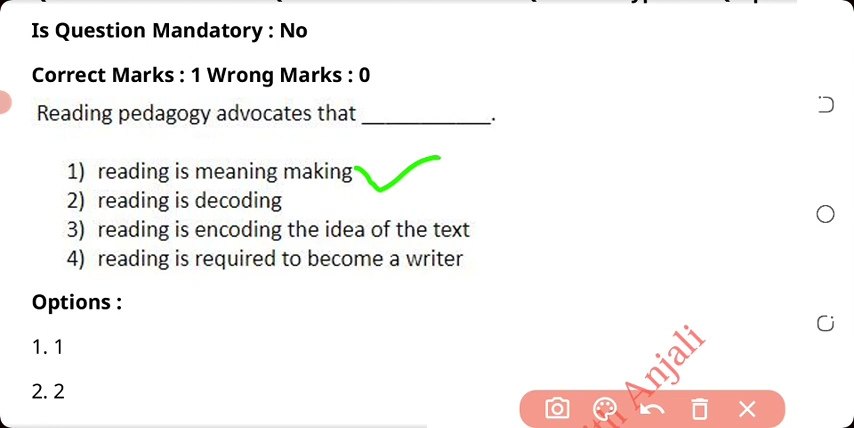 Is Question Mandatory : No
Correct Marks : 1 Wrong Marks : 0
Reading pedagogy advocates that ____________.
1) reading is meaning making
2) reading is decoding
3) reading is encoding the idea of the text
4) reading is required to become a writer
Options :
1. 1
2. 2
Anjali